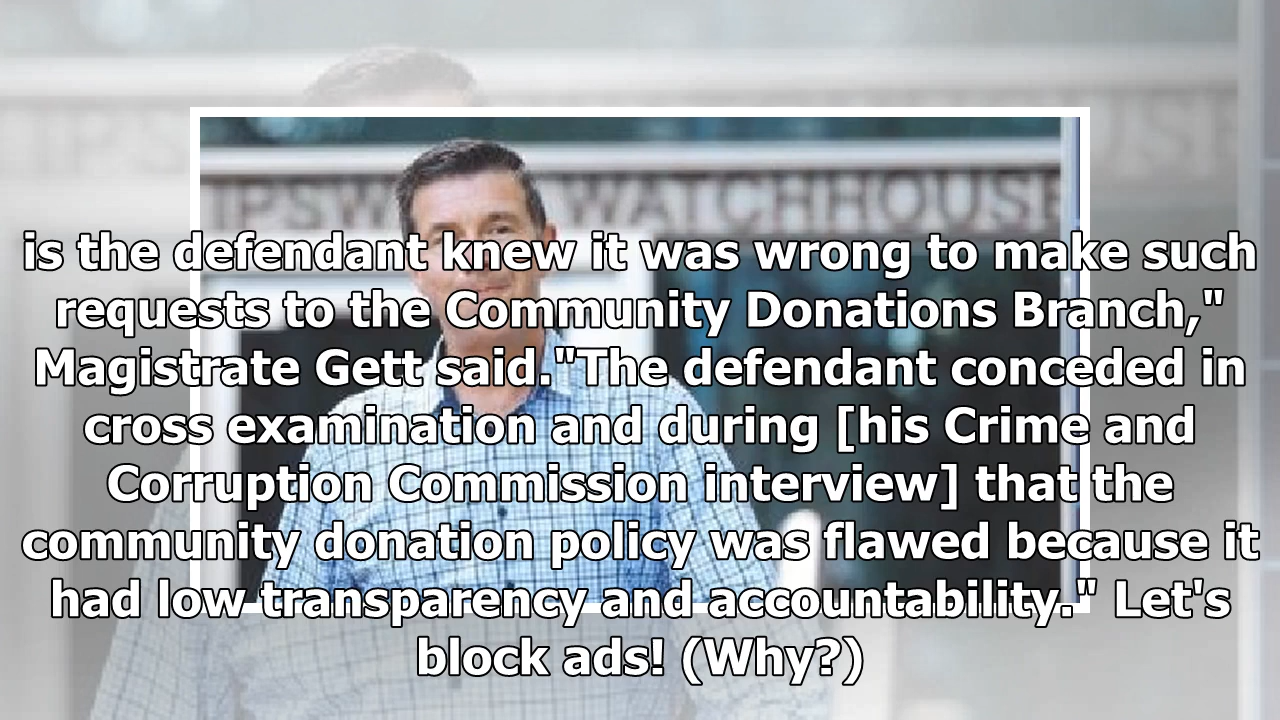 IPSW WATCHHOUSE
is the defendant knew it was wrong to make such
requests to the Community Donations Branch,"
Magistrate Gett said."The defendant conceded in
cross examination and during [his Crime and
Corruption Commission interview] that the
community donation policy was flawed because it
had low transparency and accountability." Let's
block ads! (Why?)